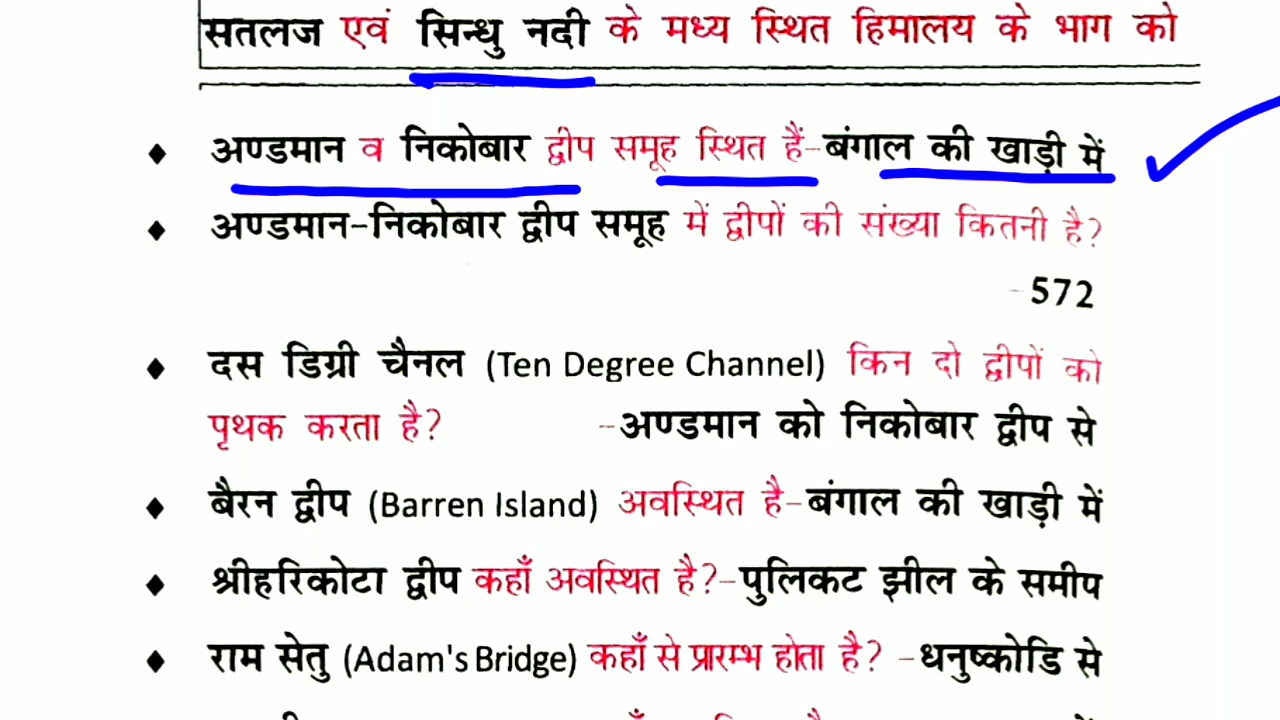 सतलज एवं सिन्धु नदी के मध्य स्थित हिमालय के भाग को
♦ अण्डमान व निकोबार द्वीप समूह स्थित हैं-बंगाल की खाड़ी में
♦ अण्डमान-निकोबार द्वीप समूह में द्वीपों की संख्या कितनी है?
-572
♦ दस डिग्री चैनल (Ten Degree Channel) किन दो द्वीपों को
पृथक करता है? -अण्डमान को निकोबार द्वीप से
♦ बैरन द्वीप (Barren Island) अवस्थित है-बंगाल की खाड़ी में
♦ श्रीहरिकोटा द्वीप कहाँ अवस्थित है?-पुलिकट झील के समीप
♦ राम सेतु (Adam's Bridge) कहाँ से प्रारम्भ होता है? -धनुष्कोडि से